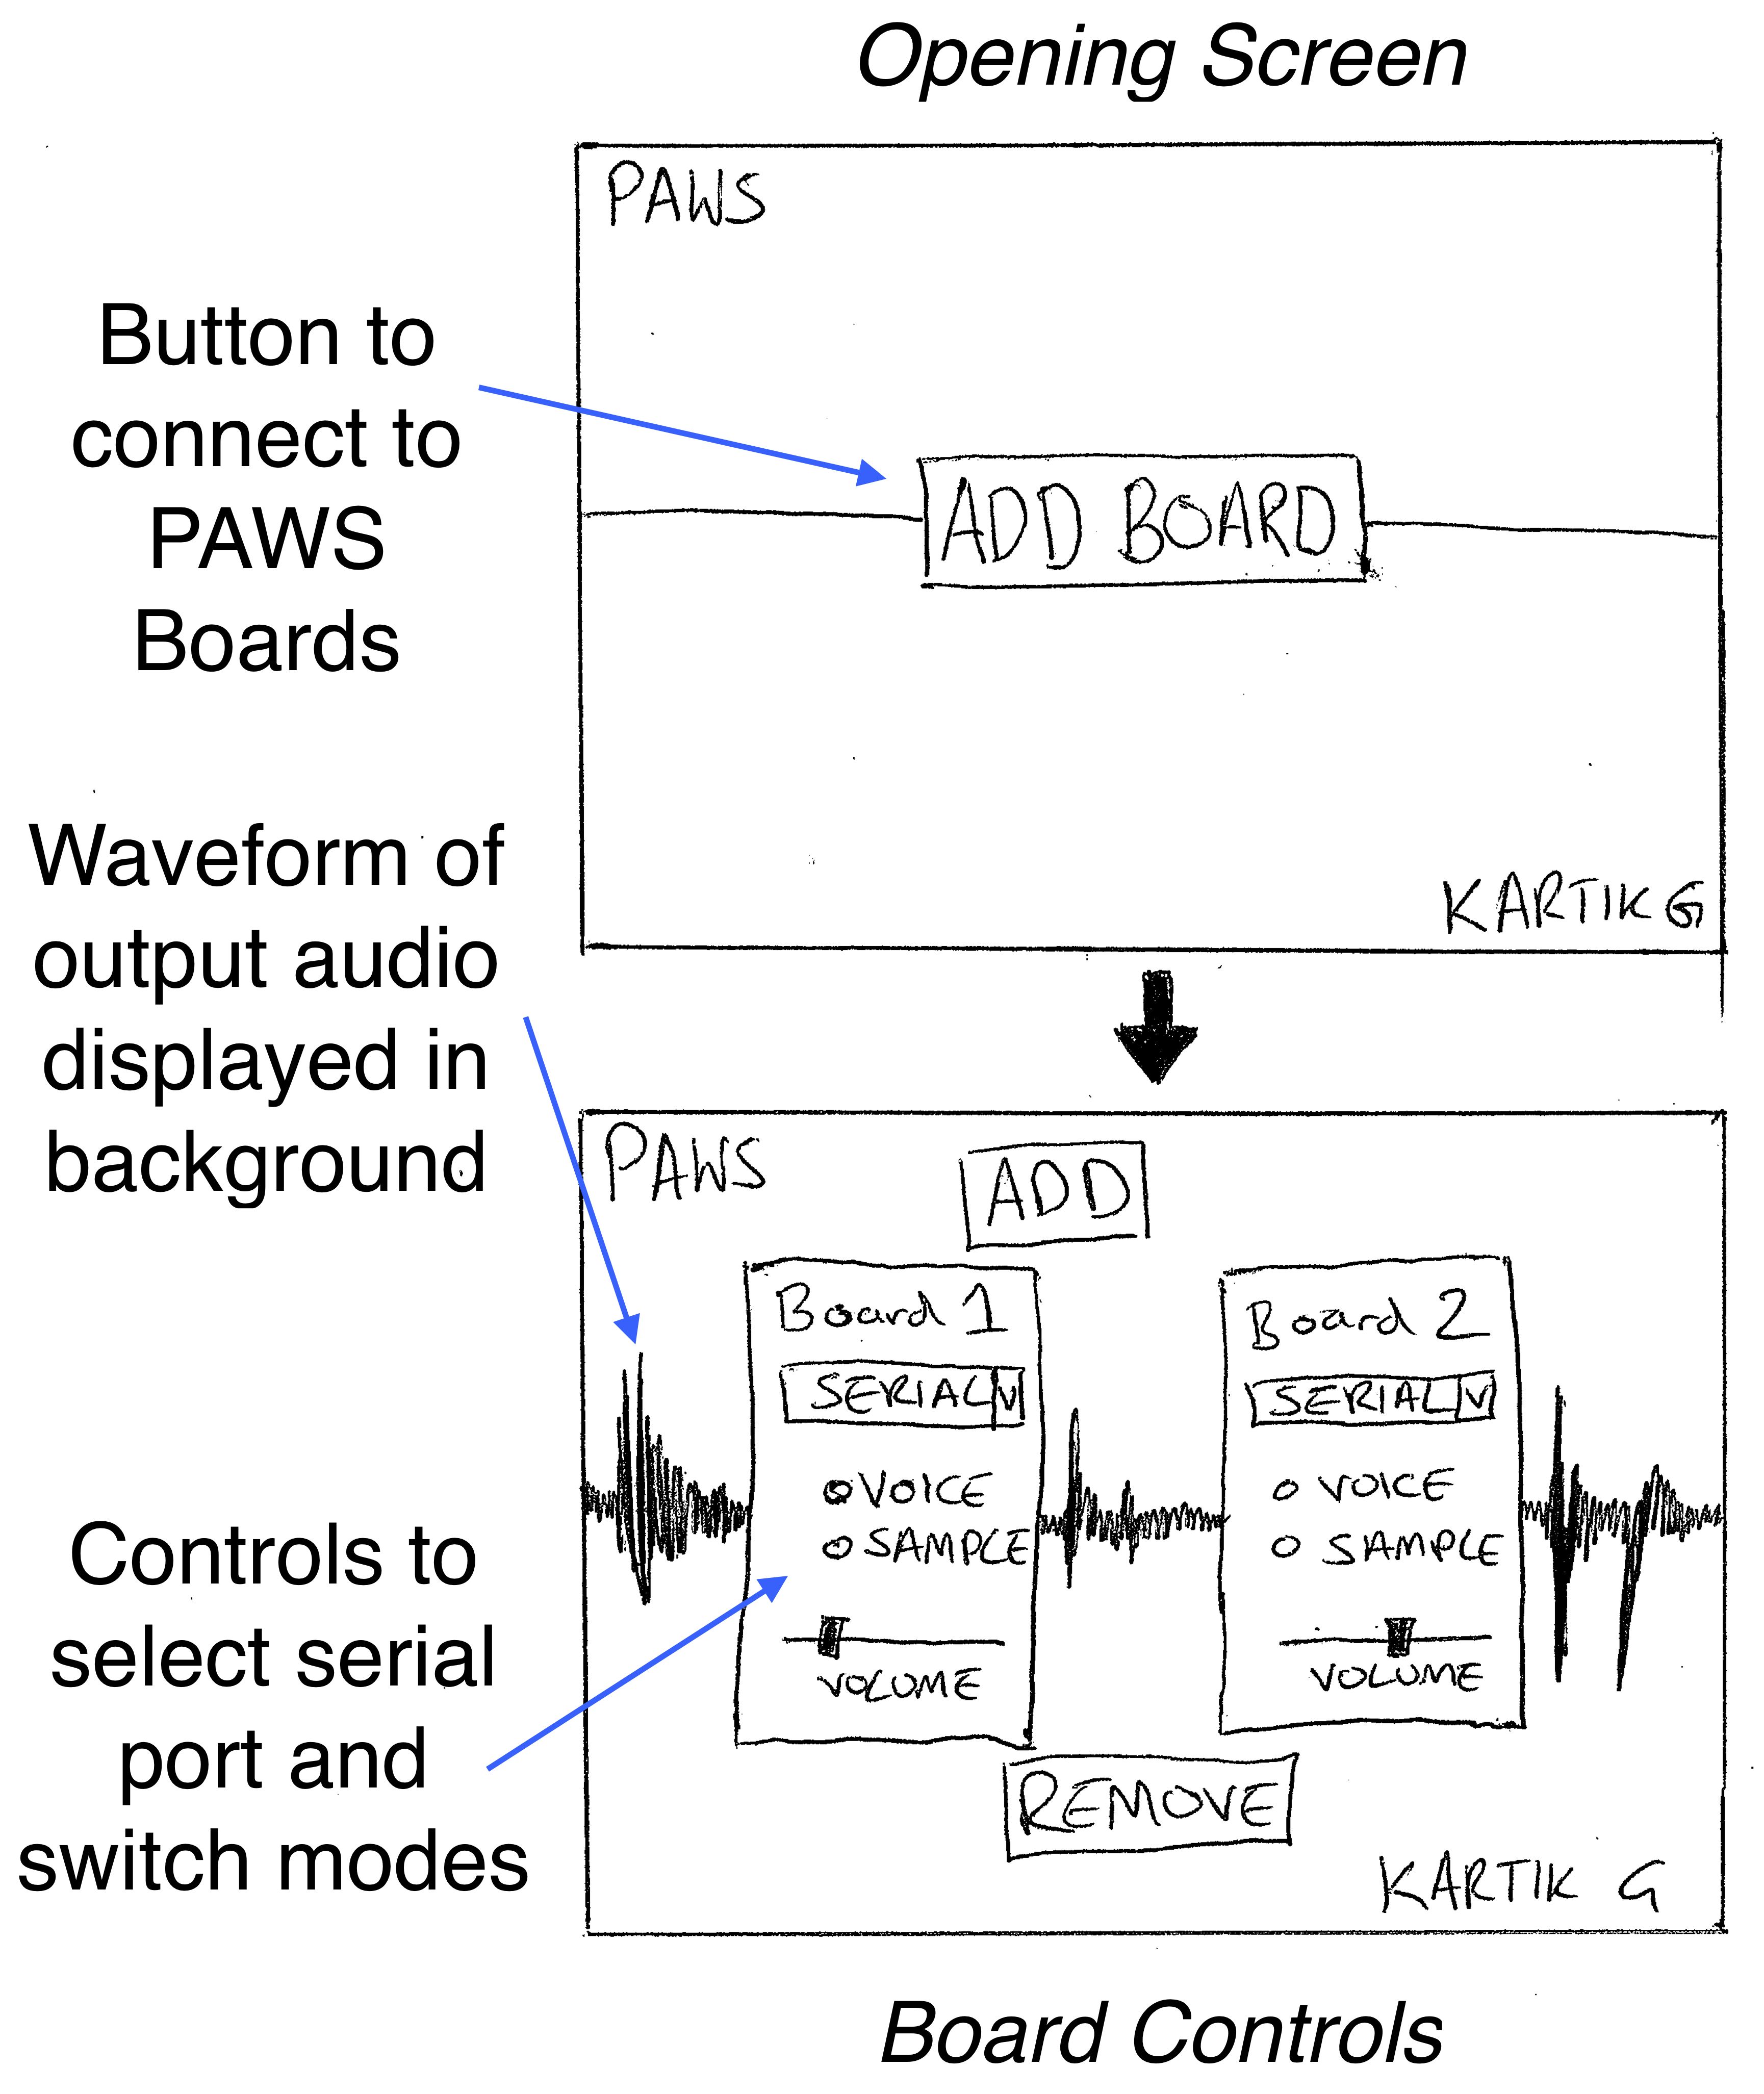 Opening Screen
PAWS
Button to
connect to
PAWS
Boards
ADD BOARD
KARTIK G
Waveform of
output audio
displayed in
background
PAWS
ADD
Board 1
SERIAL V
VOICE
SAMPLE
VOLUME
Board 2
SERIAL V
VOICE
SAMPLE
VOLUME
Controls to
select serial
port and
switch modes
REMOVE
KARTIK G
Board Controls